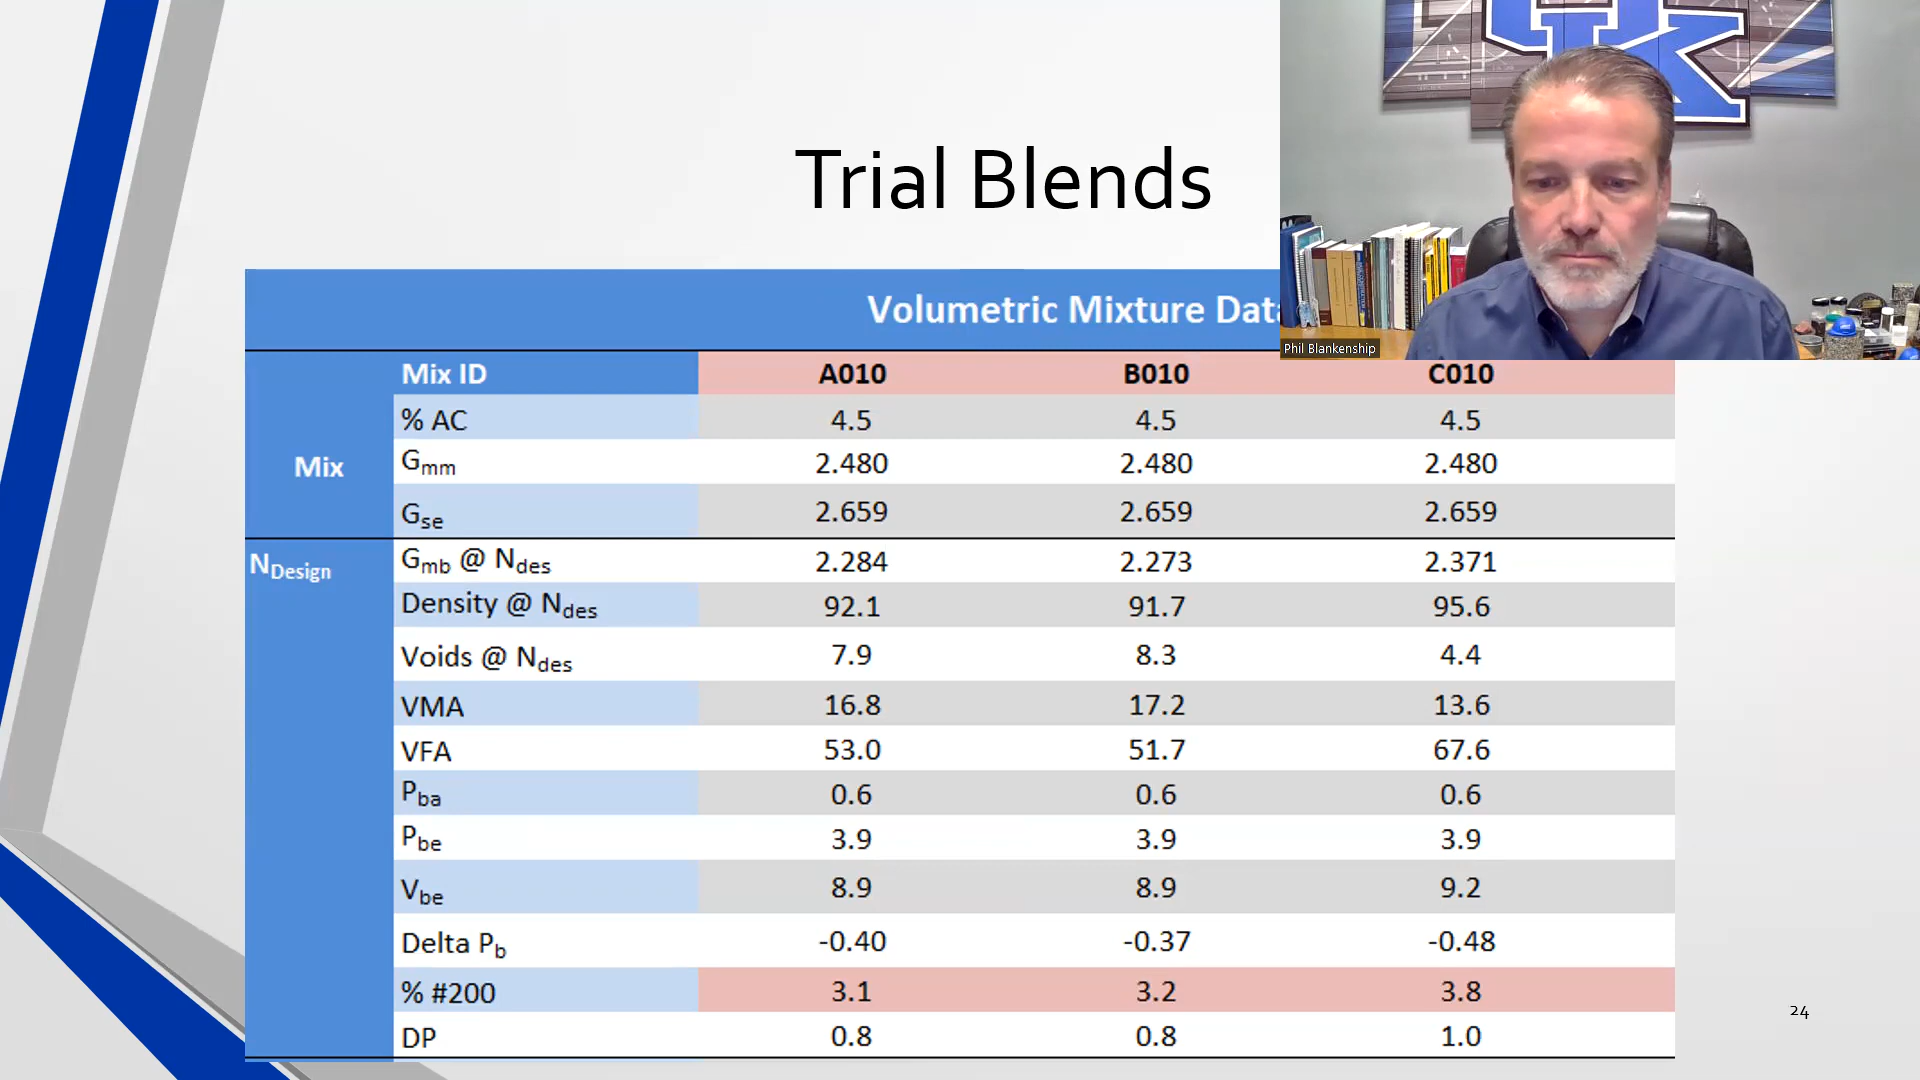 Trial Blends
Volumetric Mixture Data
Phil Blankenship
Mix ID A010 B010 C010
% AC 4.5 4.5 4.5
Mix
Gmm 2.480 2.480 2.480
Gse 2.659 2.659 2.659
NDesign
Gmb @ Ndes 2.284 2.273 2.371
Density @ Ndes 92.1 91.7 95.6
Voids @ Ndes 7.9 8.3 4.4
VMA 16.8 17.2 13.6
VFA 53.0 51.7 67.6
Pba 0.6 0.6 0.6
Pbe 3.9 3.9 3.9
Vbe 8.9 8.9 9.2
Delta Pb -0.40 -0.37 -0.48
% #200 3.1 3.2 3.8
DP 0.8 0.8 1.0
24